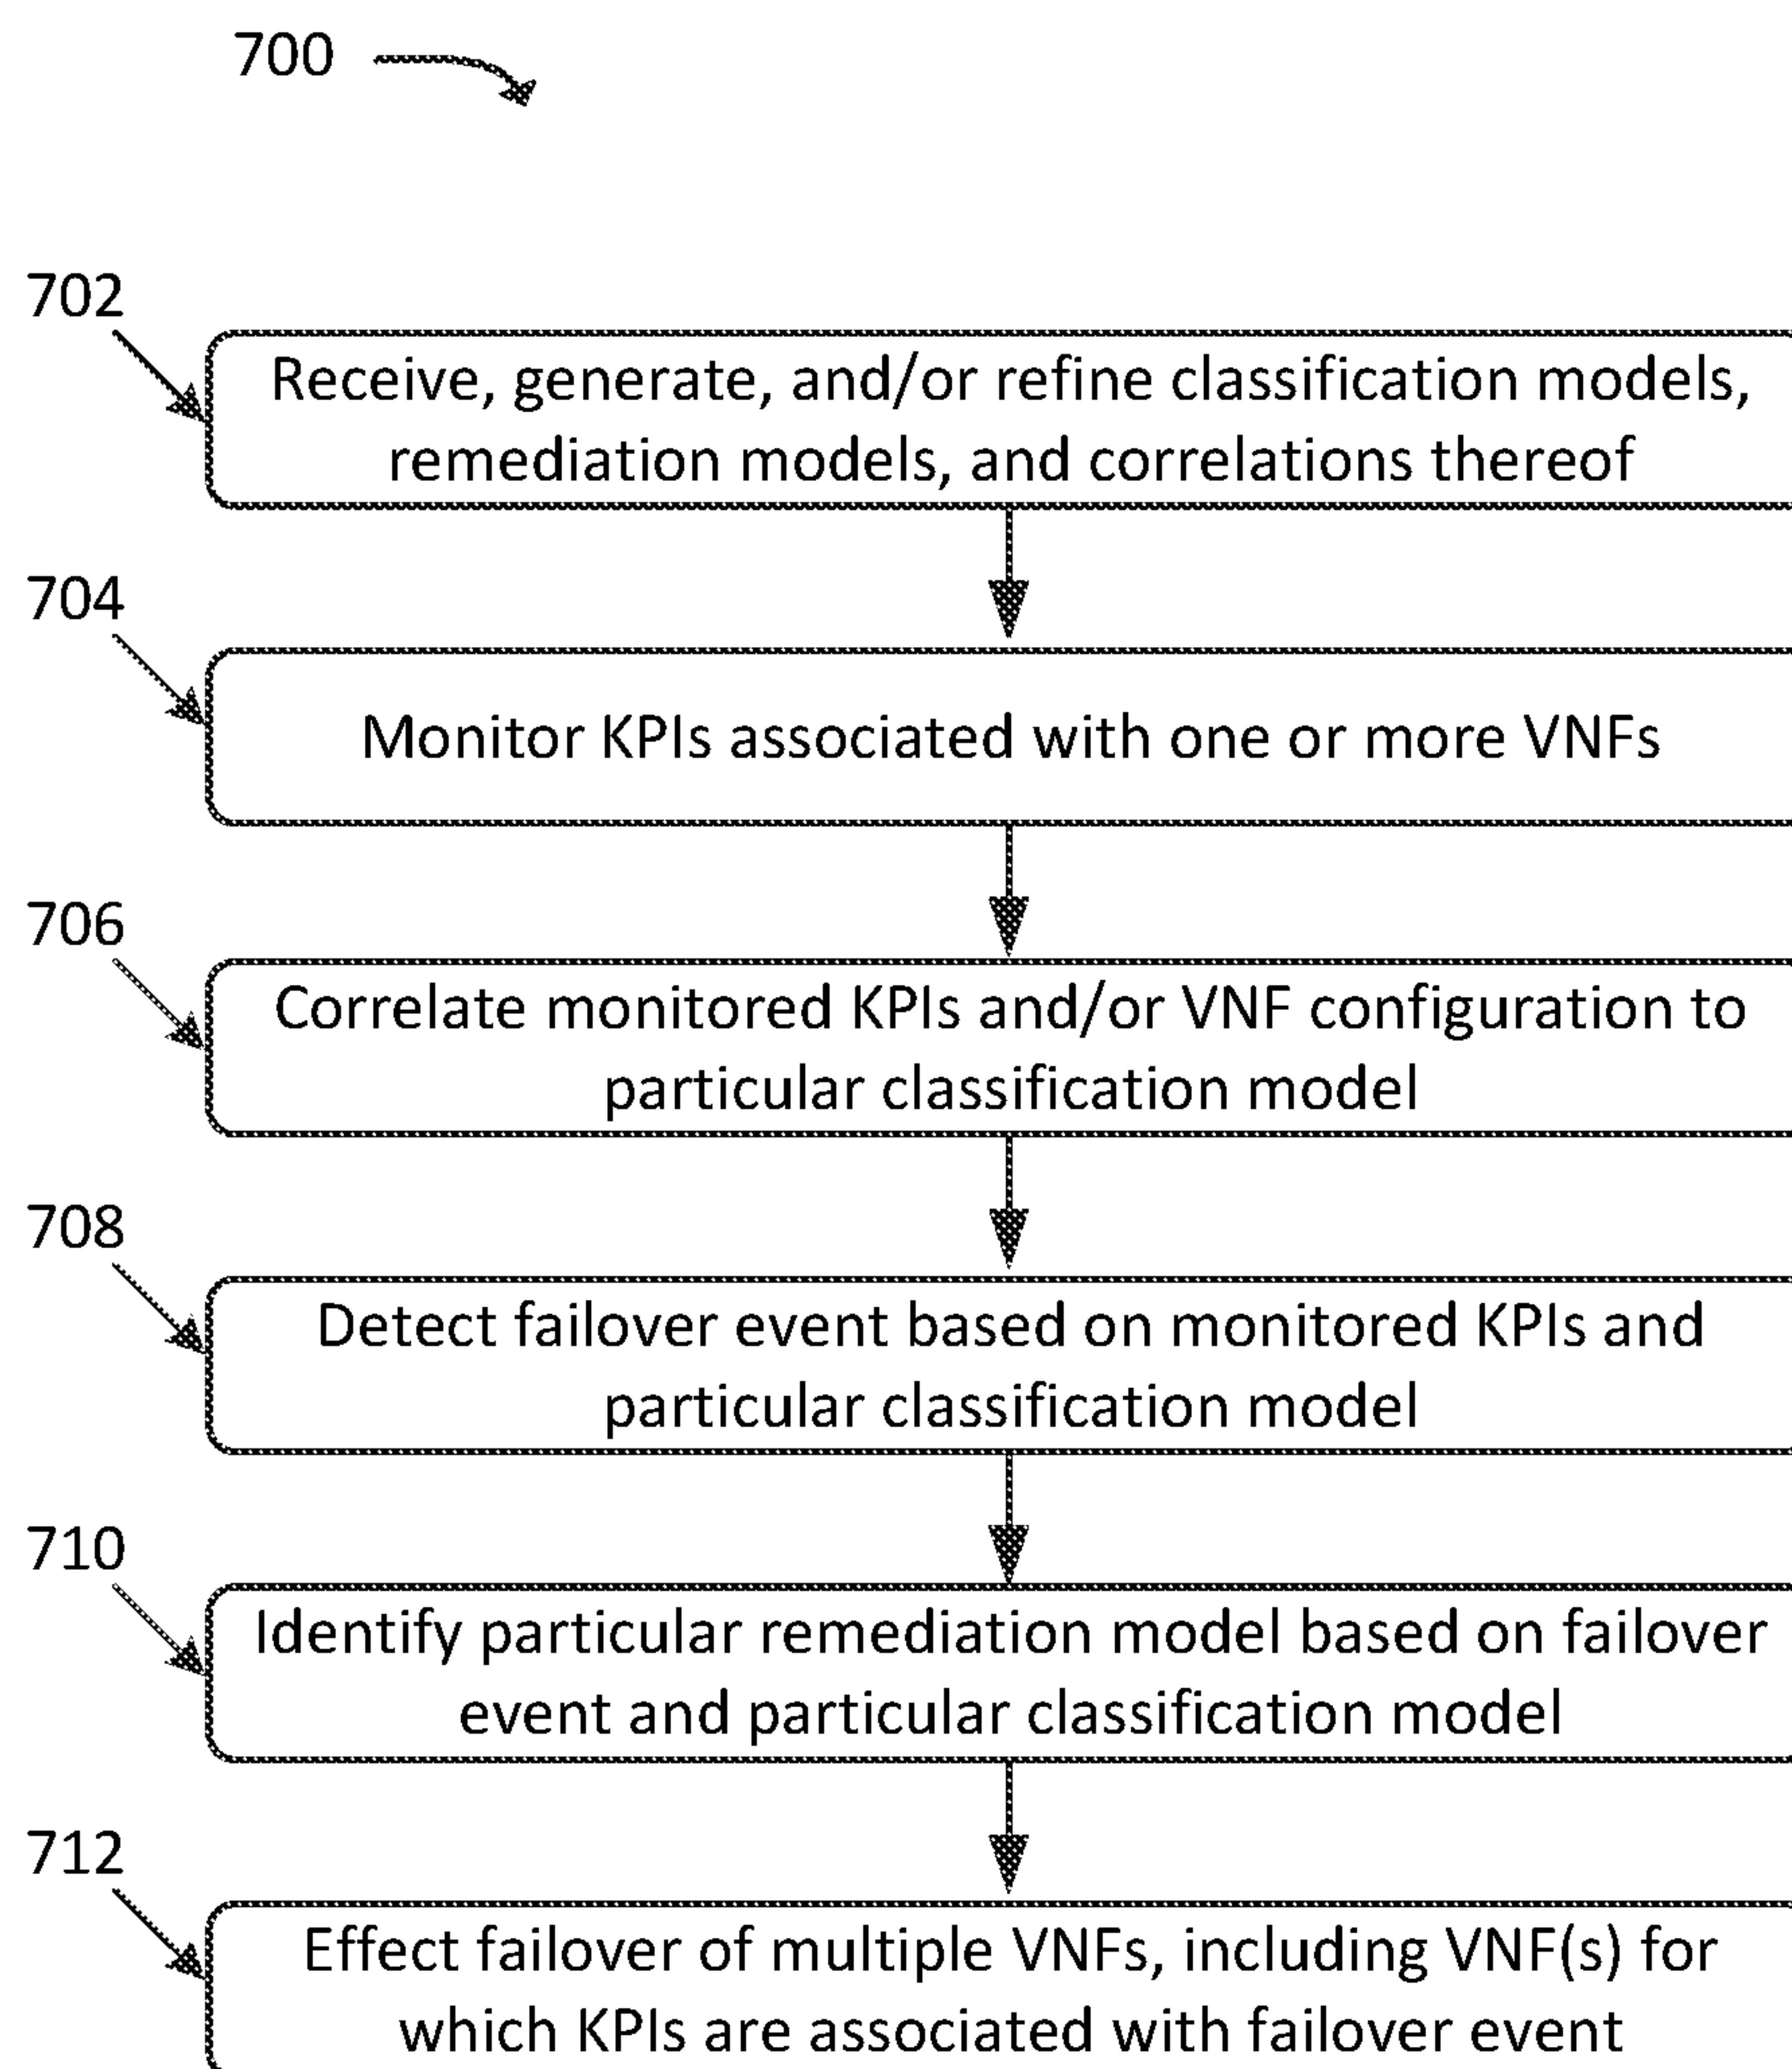 700
702
Receive, generate, and/or refine classification models,
remediation models, and correlations thereof
704
Monitor KPIs associated with one or more VNFs
706
Correlate monitored KPIs and/or VNF configuration to
particular classification model
708
Detect failover event based on monitored KPIs and
particular classification model
710
Identify particular remediation model based on failover
event and particular classification model
712
Effect failover of multiple VNFs, including VNF(s) for
which KPIs are associated with failover event